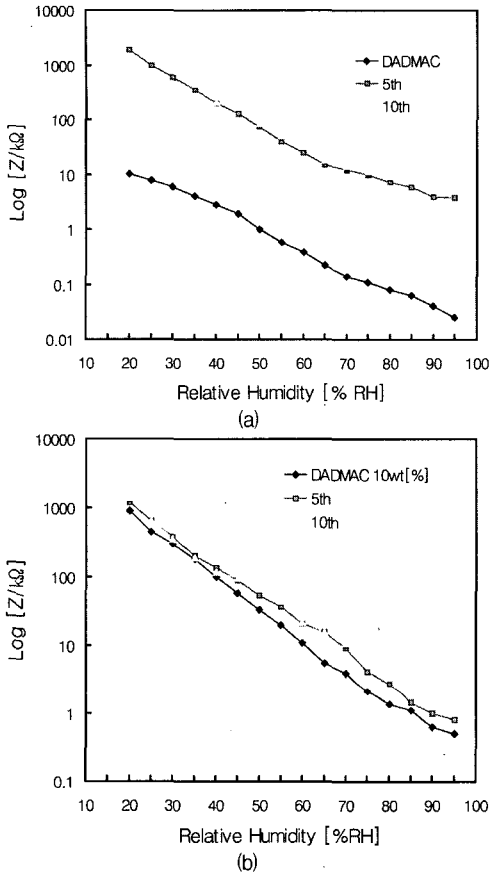 10000
1000
100
10
1
0.1
0.01
Log [Z/kΩ]
DADMAC
5th
10th
10 20 30 40 50 60 70 80 90 100
Relative Humidity [% RH]
(a)
10000
1000
100
10
1
0.1
Log [Z/kΩ]
DADMAC 10wt[%]
5th
10th
10 20 30 40 50 60 70 80 90 100
Relative Humidity [%RH]
(b)